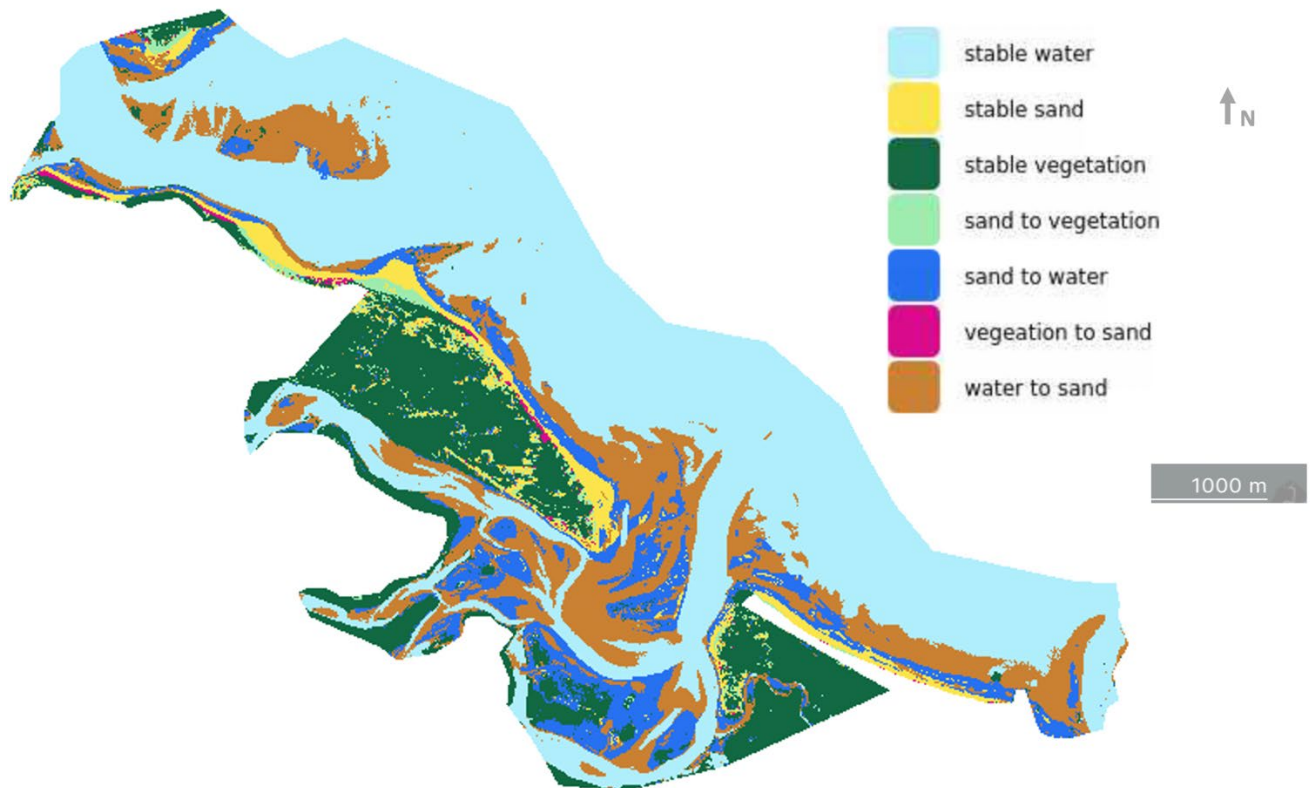 stable water
stable sand
stable vegetation
sand to vegetation
sand to water
vegeation to sand
water to sand
N
1000 m